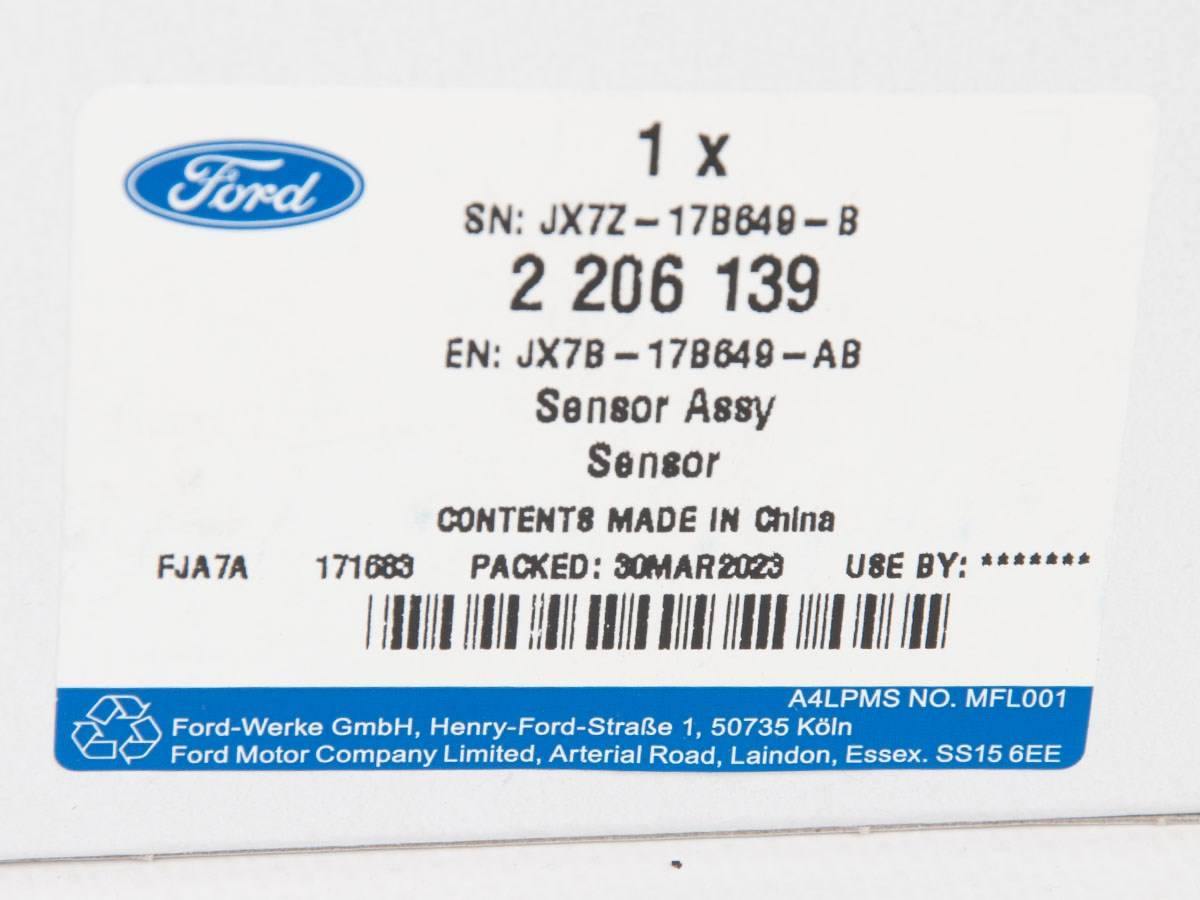 Ford
1 x
SN: JX7Z-17B649-B
2 206 139
EN: JX7B-17B649-AB
Sensor Assy
Sensor
CONTENTS MADE IN China
FJA7A 171683 PACKED: 30MAR2023 USE BY: *******
A4LPMS NO. MFL001
Ford-Werke GmbH, Henry-Ford-Straße 1, 50735 Köln
Ford Motor Company Limited, Arterial Road, Laindon, Essex. SS15 6EE